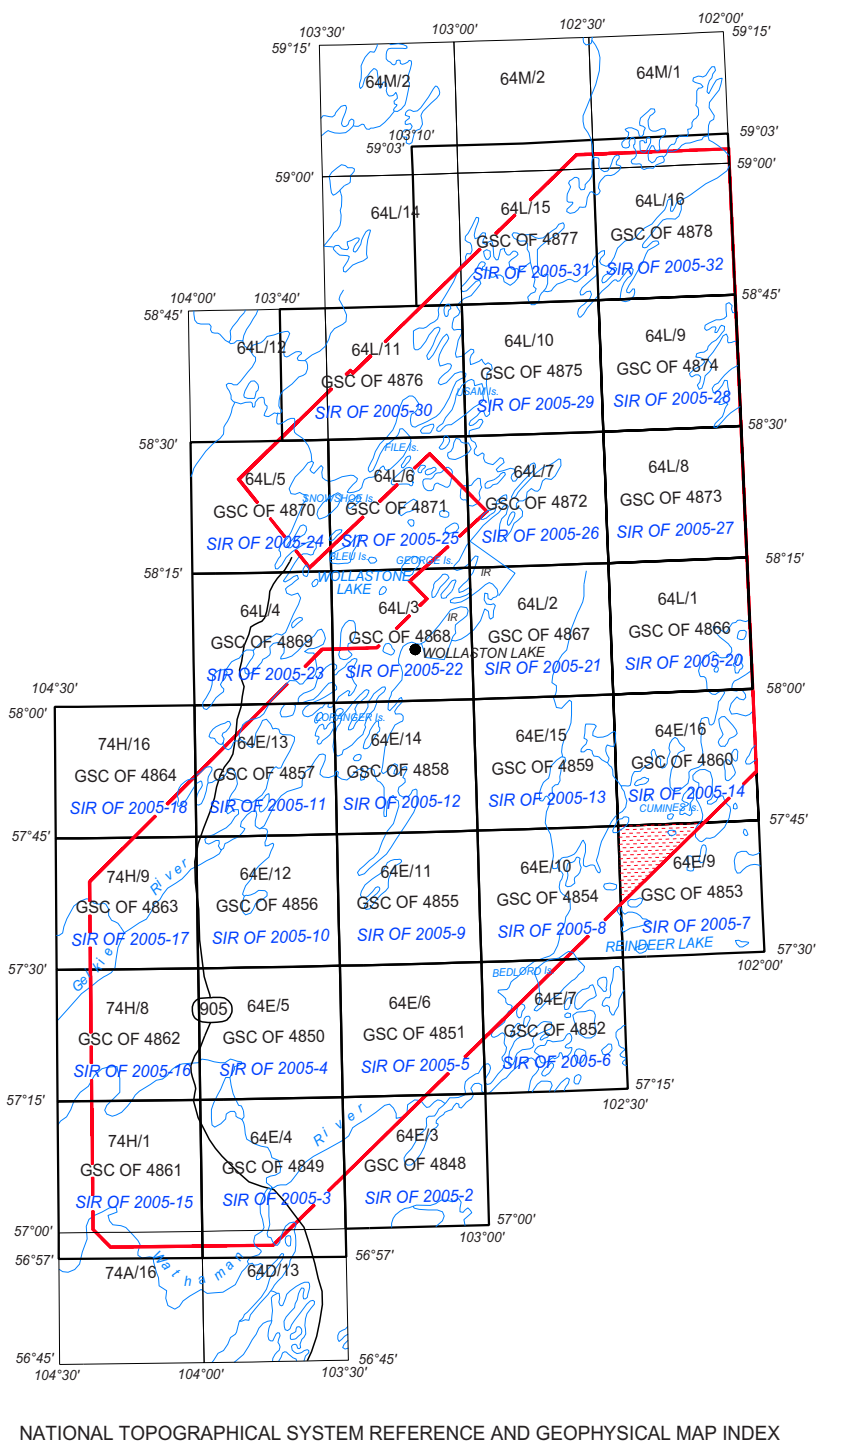 103°30'
103°00'
102°30'
102°00'
59°15'
59°15'
64M/2
64M/2
64M/1
103°10'
59°03'
59°03'
59°00'
59°00'
64L/14
64L/15
GSC OF 4877
SIR OF 2005-31
64L/16
GSC OF 4878
SIR OF 2005-32
104°00'
103°40'
58°45'
58°45'
64L/12
64L/11
GSC OF 4876
SIR OF 2005-30
64L/10
GSC OF 4875
USAM Is.
SIR OF 2005-29
64L/9
GSC OF 4874
SIR OF 2005-28
58°30'
58°30'
FILE Is.
64L/5
GSC OF 4870
SIR OF 2005-24
64L/6
SNOWSHOE Is.
GSC OF 4871
SIR OF 2005-25
BLEU Is.
GEORGE Is.
64L/7
GSC OF 4872
SIR OF 2005-26
64L/8
GSC OF 4873
SIR OF 2005-27
58°15'
58°15'
WOLLASTONE
LAKE
IR
IR
64L/4
GSC OF 4869
SIR OF 2005-23
64L/3
GSC OF 4868
WOLLASTON LAKE
SIR OF 2005-22
64L/2
GSC OF 4867
SIR OF 2005-21
64L/1
GSC OF 4866
SIR OF 2005-20
104°30'
58°00'
58°00'
LORANGER Is.
74H/16
GSC OF 4864
SIR OF 2005-18
64E/13
GSC OF 4857
SIR OF 2005-11
64E/14
GSC OF 4858
SIR OF 2005-12
64E/15
GSC OF 4859
SIR OF 2005-13
64E/16
GSC OF 4860
SIR OF 2005-14
CUMINES Is.
57°45'
57°45'
74H/9
GSC OF 4863
SIR OF 2005-17
Geikie River
64E/12
GSC OF 4856
SIR OF 2005-10
64E/11
GSC OF 4855
SIR OF 2005-9
64E/10
GSC OF 4854
SIR OF 2005-8
64E/9
GSC OF 4853
SIR OF 2005-7
REINDEER LAKE
57°30'
57°30'
102°00'
BEDLORD Is.
74H/8
GSC OF 4862
SIR OF 2005-16
905
64E/5
GSC OF 4850
SIR OF 2005-4
64E/6
GSC OF 4851
SIR OF 2005-5
64E/7
GSC OF 4852
SIR OF 2005-6
57°15'
57°15'
102°30'
74H/1
GSC OF 4861
SIR OF 2005-15
64E/4
GSC OF 4849
SIR OF 2005-3
64E/3
GSC OF 4848
SIR OF 2005-2
Wathaman River
57°00'
57°00'
103°00'
56°57'
56°57'
74A/16
64D/13
56°45'
56°45'
104°30'
104°00'
103°30'
NATIONAL TOPOGRAPHICAL SYSTEM REFERENCE AND GEOPHYSICAL MAP INDEX